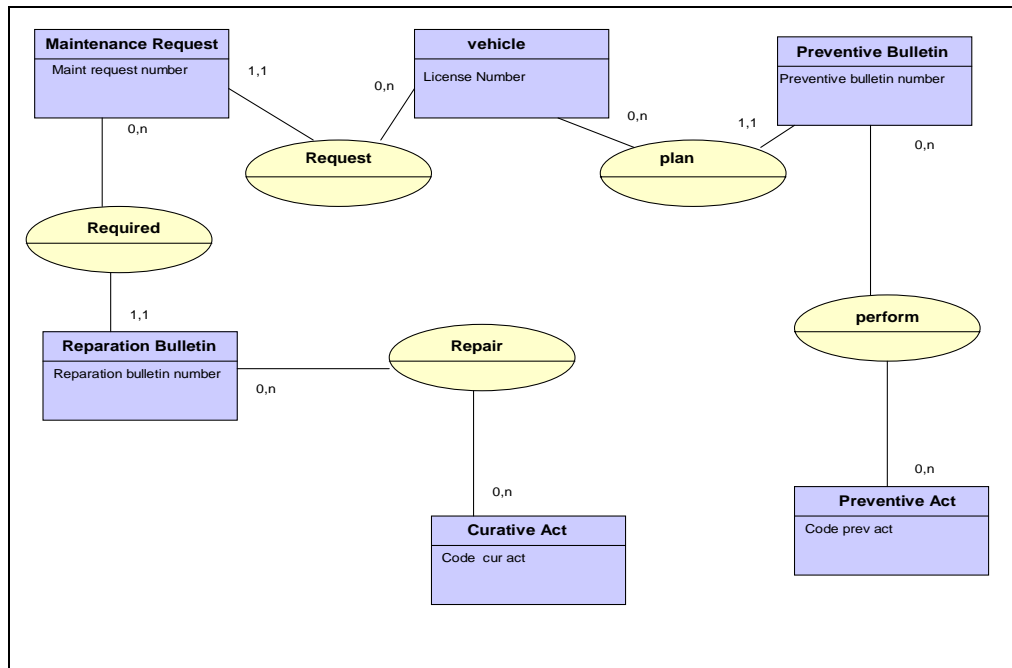 Maintenance Request
Maint request number
vehicle
License Number
Preventive Bulletin
Preventive bulletin number
1,1
0,n
0,n
0,n
1,1
0,n
Request
plan
Required
1,1
Reparation Bulletin
Reparation bulletin number
0,n
Repair
perform
0,n
0,n
Curative Act
Code cur act
Preventive Act
Code prev act